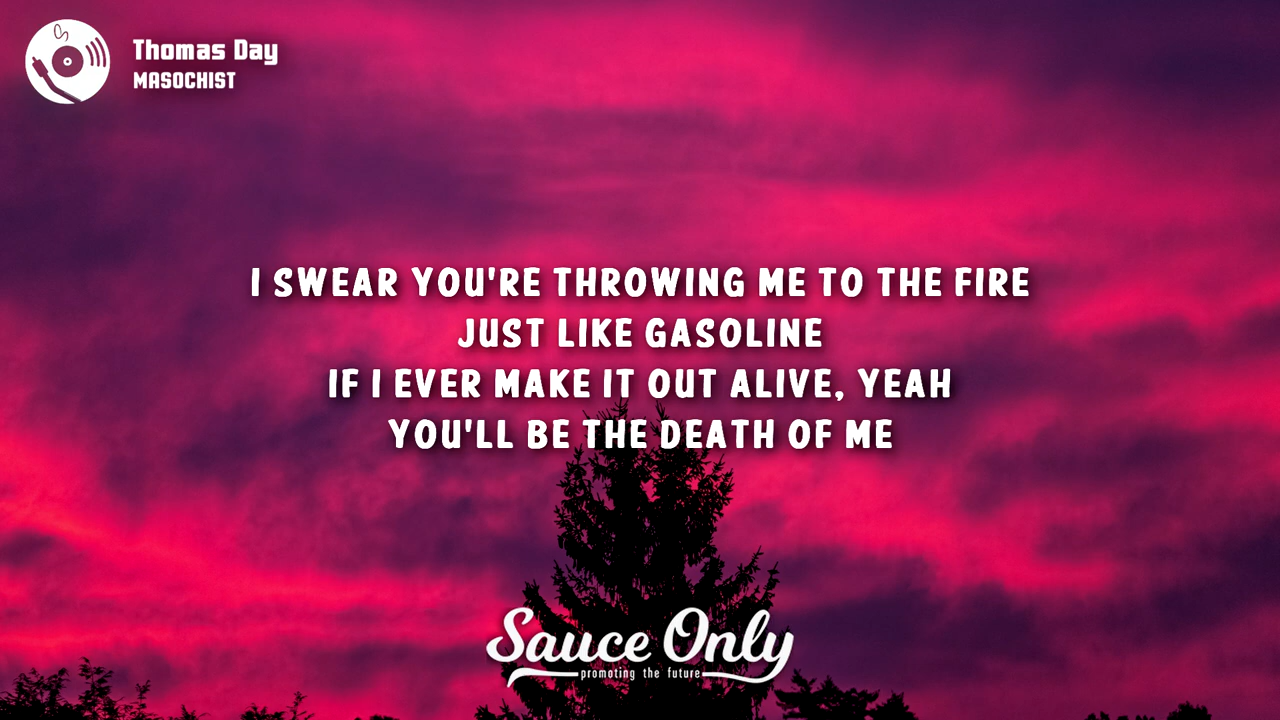 Thomas Day
MASOCHIST
I SWEAR YOU'RE THROWING ME TO THE FIRE
JUST LIKE GASOLINE
IF I EVER MAKE IT OUT ALIVE, YEAH
YOU'LL BE THE DEATH OF ME
Sauce Only
promoting the future